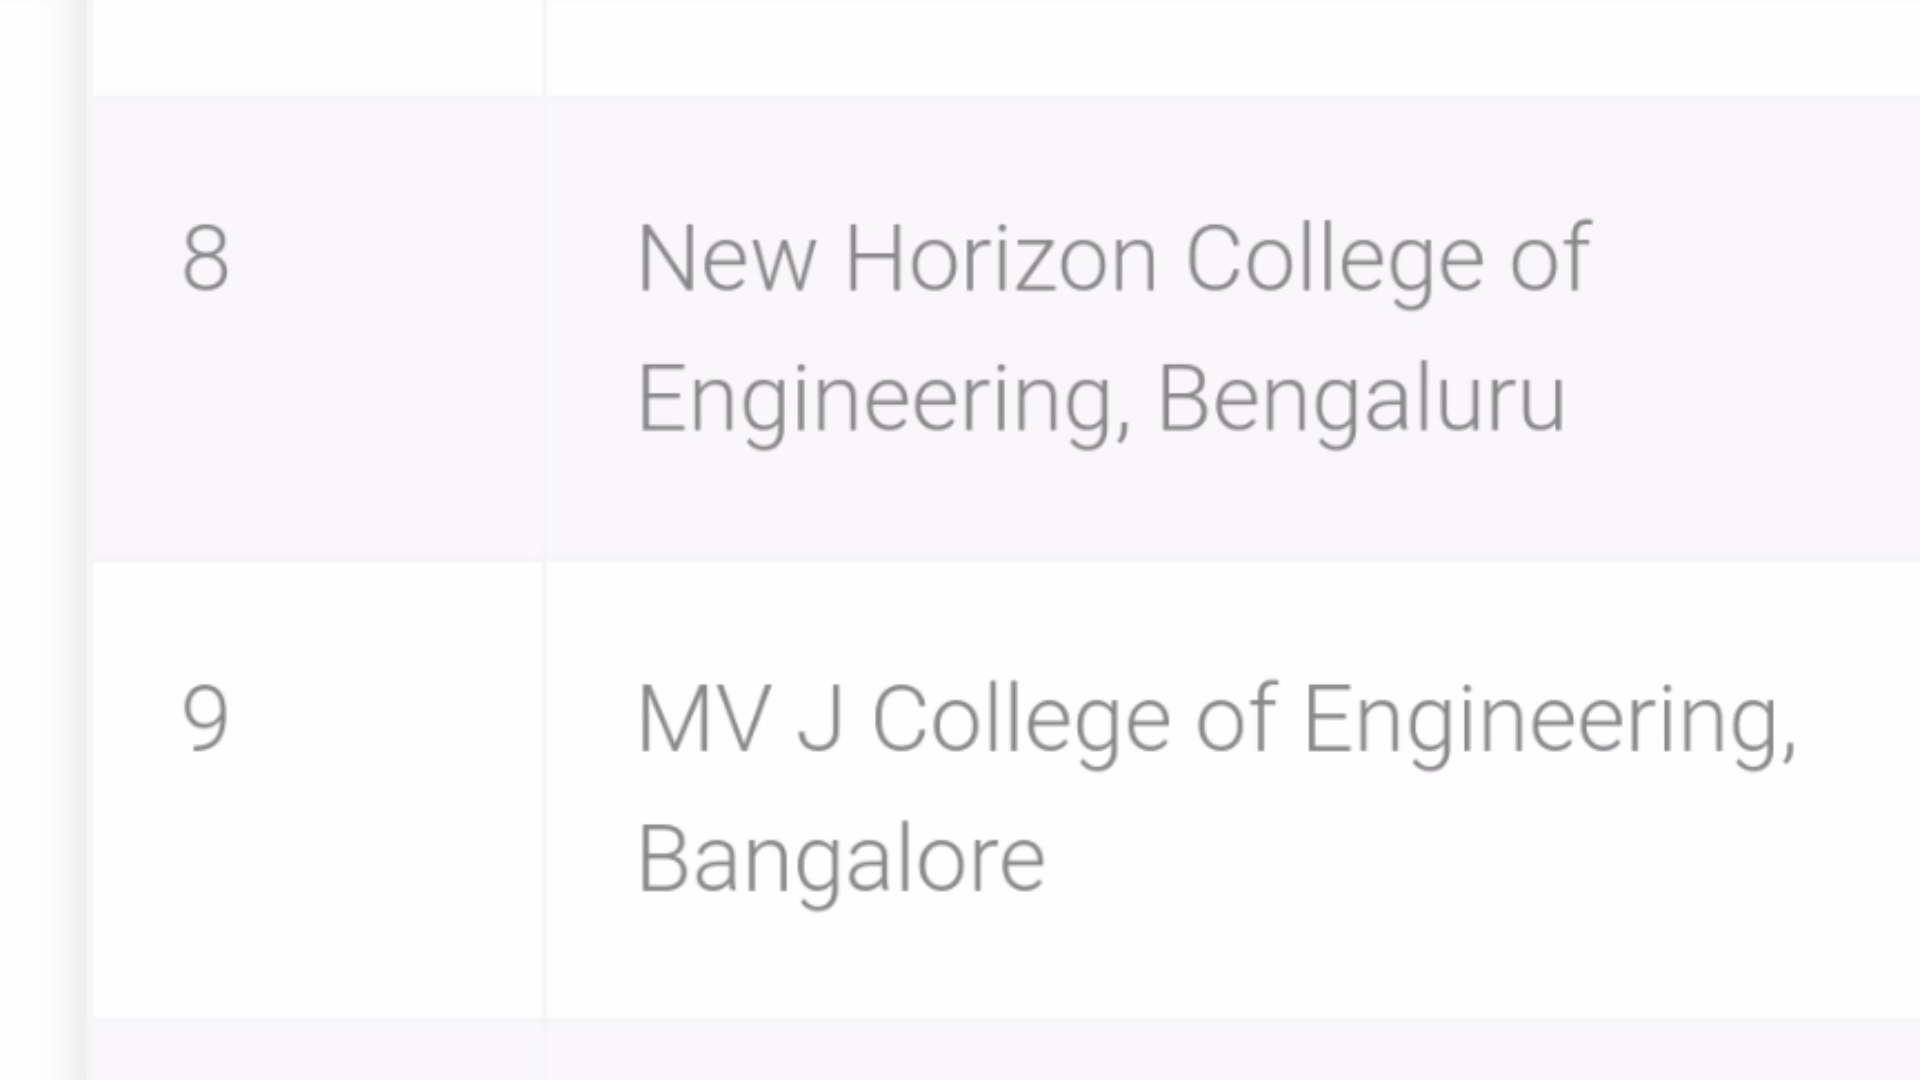 8
New Horizon College of
Engineering, Bengaluru
9
MV J College of Engineering,
Bangalore